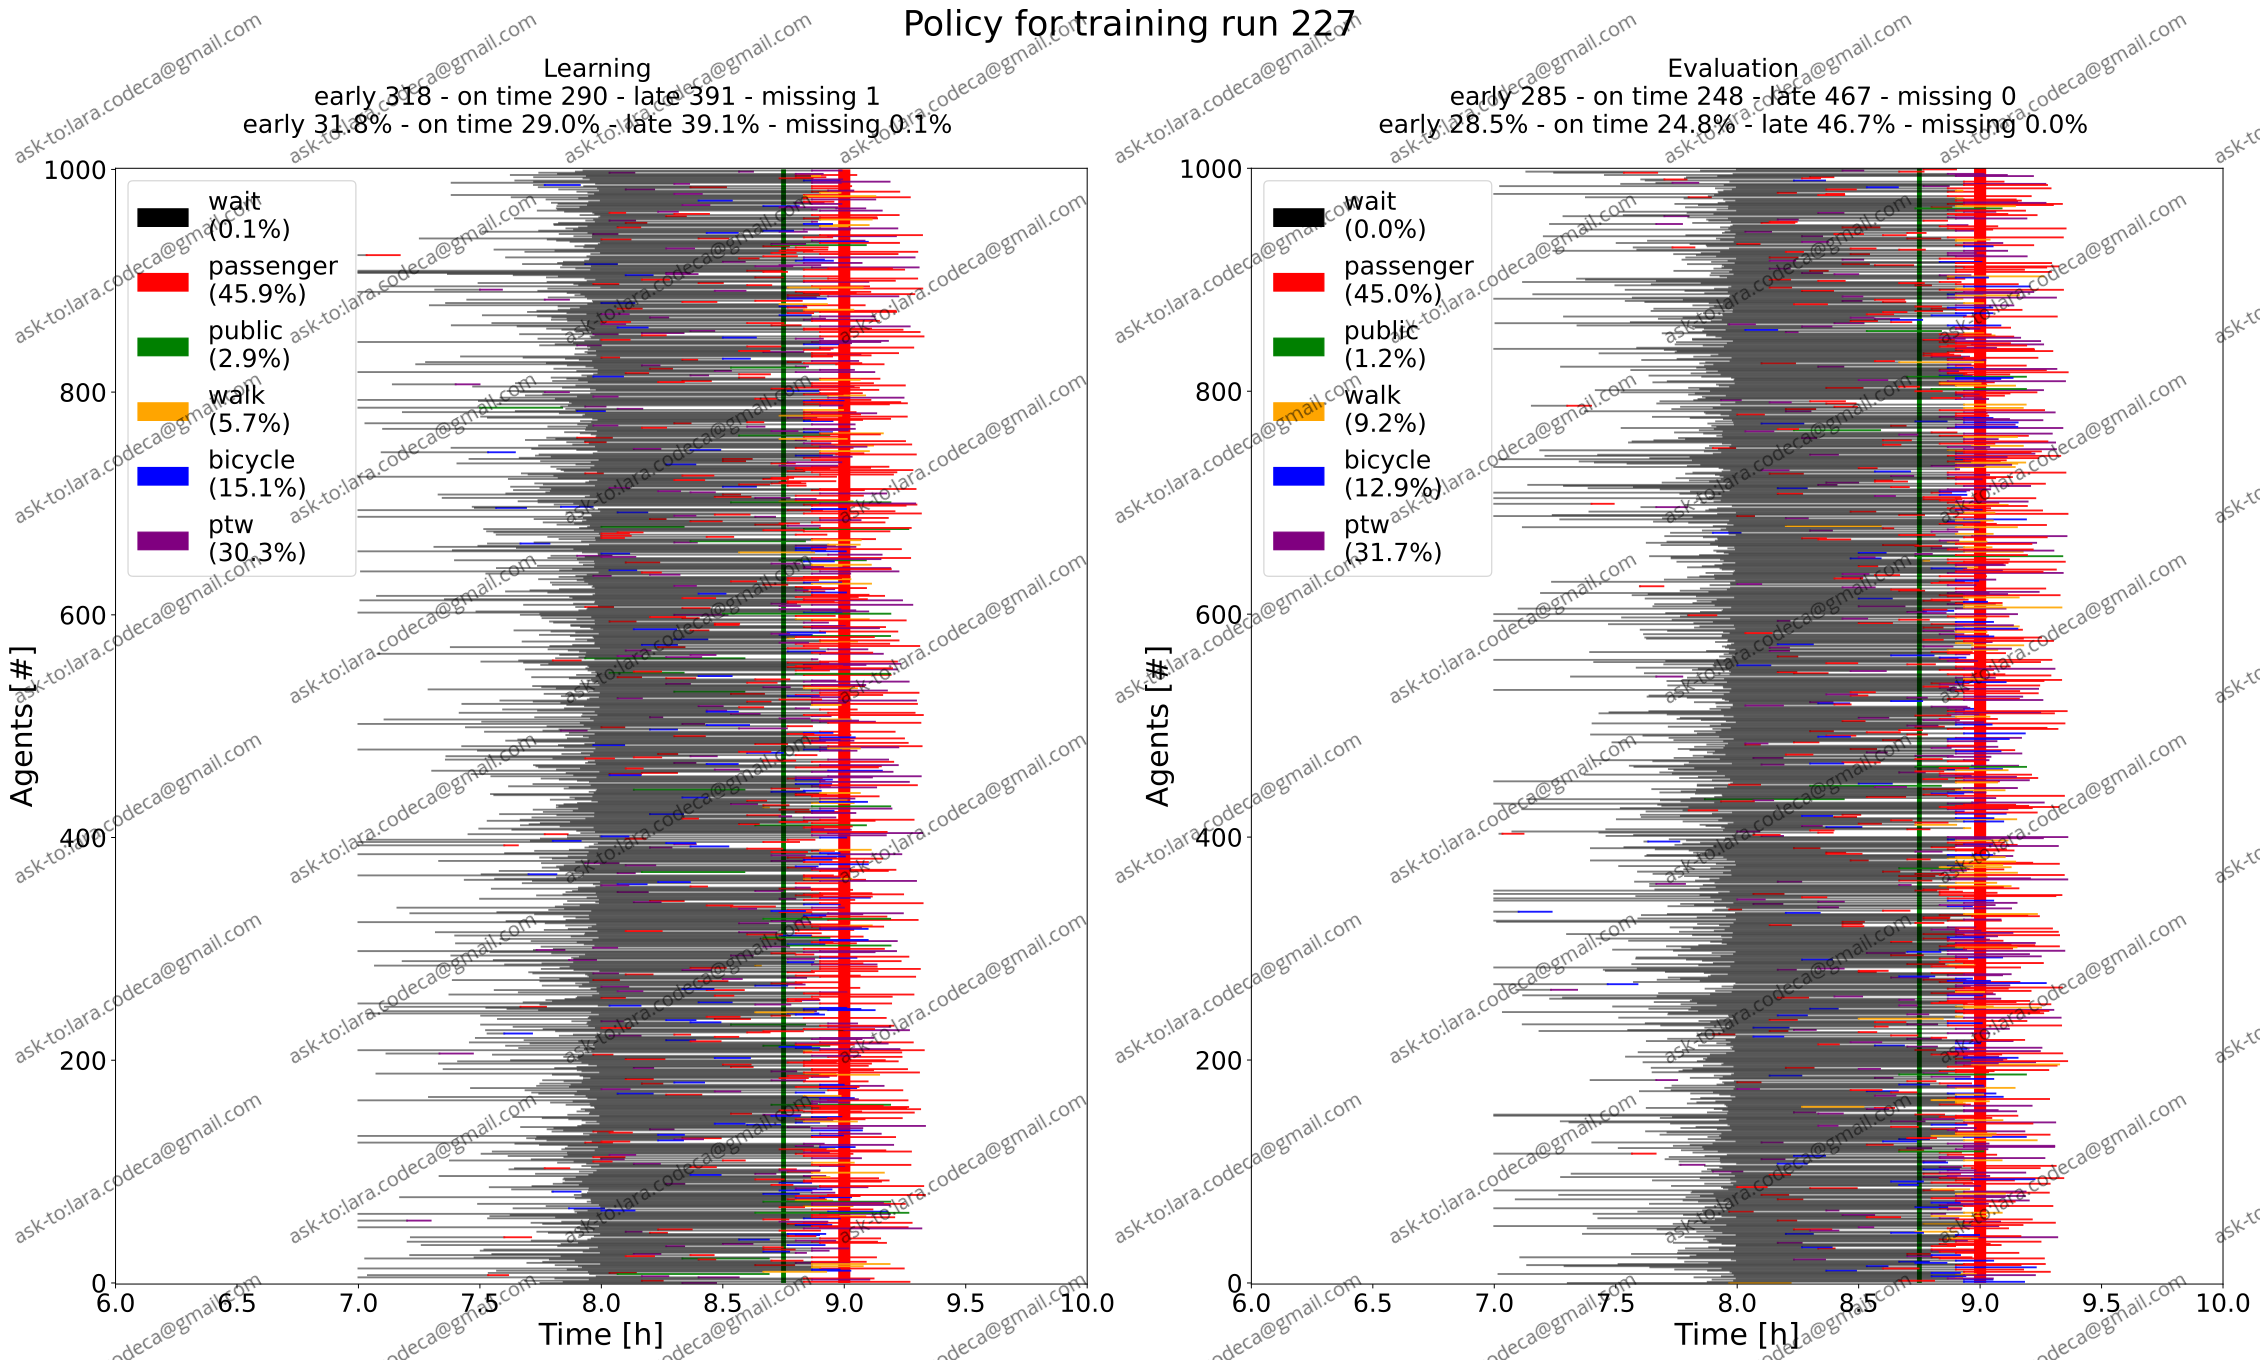 Policy for training run 227
Learning
early 318 - on time 290 - late 391 - missing 1
early 31.8% - on time 29.0% - late 39.1% - missing 0.1%
Agents [#]
1000
800
600
400
200
0
wait
(0.1%)
passenger
(45.9%)
public
(2.9%)
walk
(5.7%)
bicycle
(15.1%)
ptw
(30.3%)
6.0 6.5 7.0 7.5 8.0 8.5 9.0 9.5 10.0
Time [h]
Evaluation
early 285 - on time 248 - late 467 - missing 0
early 28.5% - on time 24.8% - late 46.7% - missing 0.0%
Agents [#]
1000
800
600
400
200
0
wait
(0.0%)
passenger
(45.0%)
public
(1.2%)
walk
(9.2%)
bicycle
(12.9%)
ptw
(31.7%)
6.0 6.5 7.0 7.5 8.0 8.5 9.0 9.5 10.0
Time [h]
ask-to:lara.codeca@gmail.com